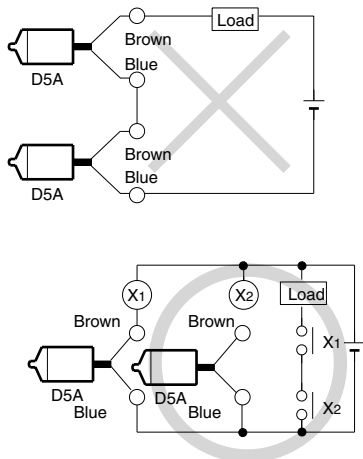 Load
Brown
Blue
D5A
Brown
Blue
D5A
X1
X2
Load
Brown
Brown
X1
D5A
D5A
Blue
Blue
X2